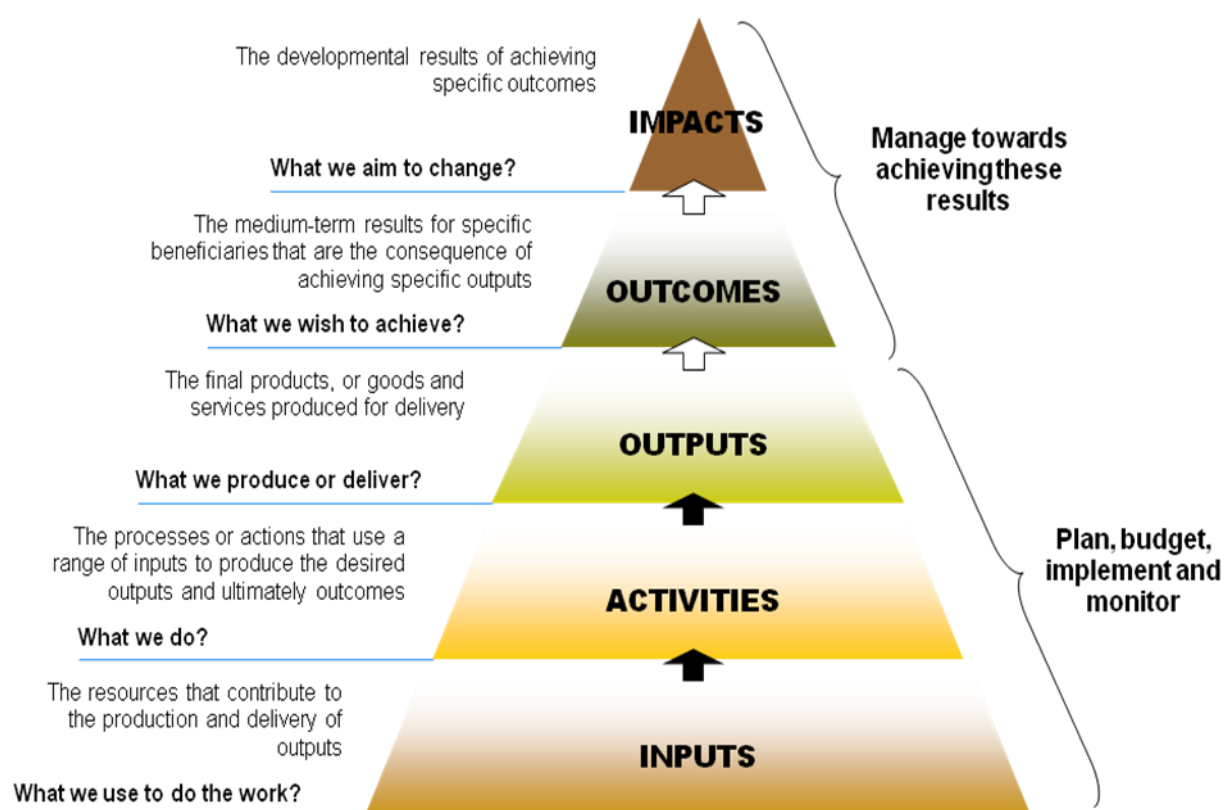 The developmental results of achieving
specific outcomes
IMPACTS
Manage towards
achieving these
results
What we aim to change?
The medium-term results for specific
beneficiaries that are the consequence of
achieving specific outputs
OUTCOMES
What we wish to achieve?
The final products, or goods and
services produced for delivery
OUTPUTS
What we produce or deliver?
The processes or actions that use a
range of inputs to produce the desired
outputs and ultimately outcomes
Plan, budget,
implement and
monitor
ACTIVITIES
What we do?
The resources that contribute to
the production and delivery of
outputs
INPUTS
What we use to do the work?